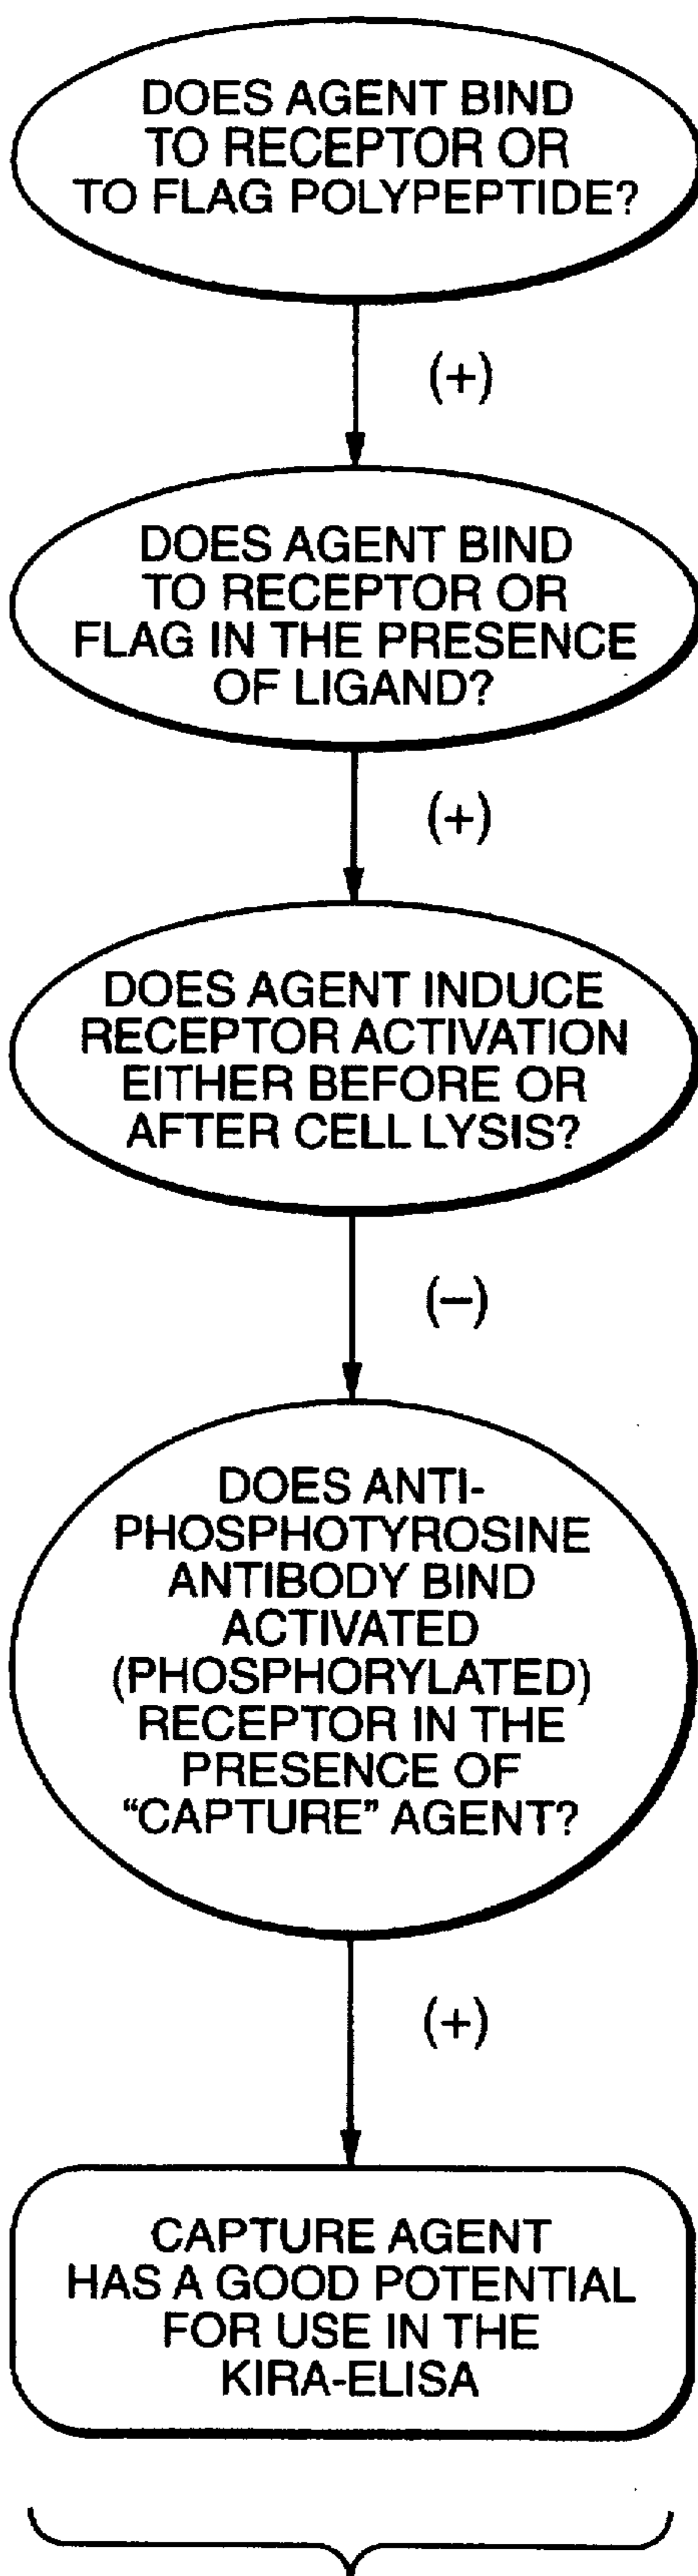 DOES AGENT BIND
TO RECEPTOR OR
TO FLAG POLYPEPTIDE?
(+)
DOES AGENT BIND
TO RECEPTOR OR
FLAG IN THE PRESENCE
OF LIGAND?
(+)
DOES AGENT INDUCE
RECEPTOR ACTIVATION
EITHER BEFORE OR
AFTER CELL LYSIS?
(−)
DOES ANTI-
PHOSPHOTYROSINE
ANTIBODY BIND
ACTIVATED
(PHOSPHORYLATED)
RECEPTOR IN THE
PRESENCE OF
“CAPTURE” AGENT?
(+)
CAPTURE AGENT
HAS A GOOD POTENTIAL
FOR USE IN THE
KIRA-ELISA